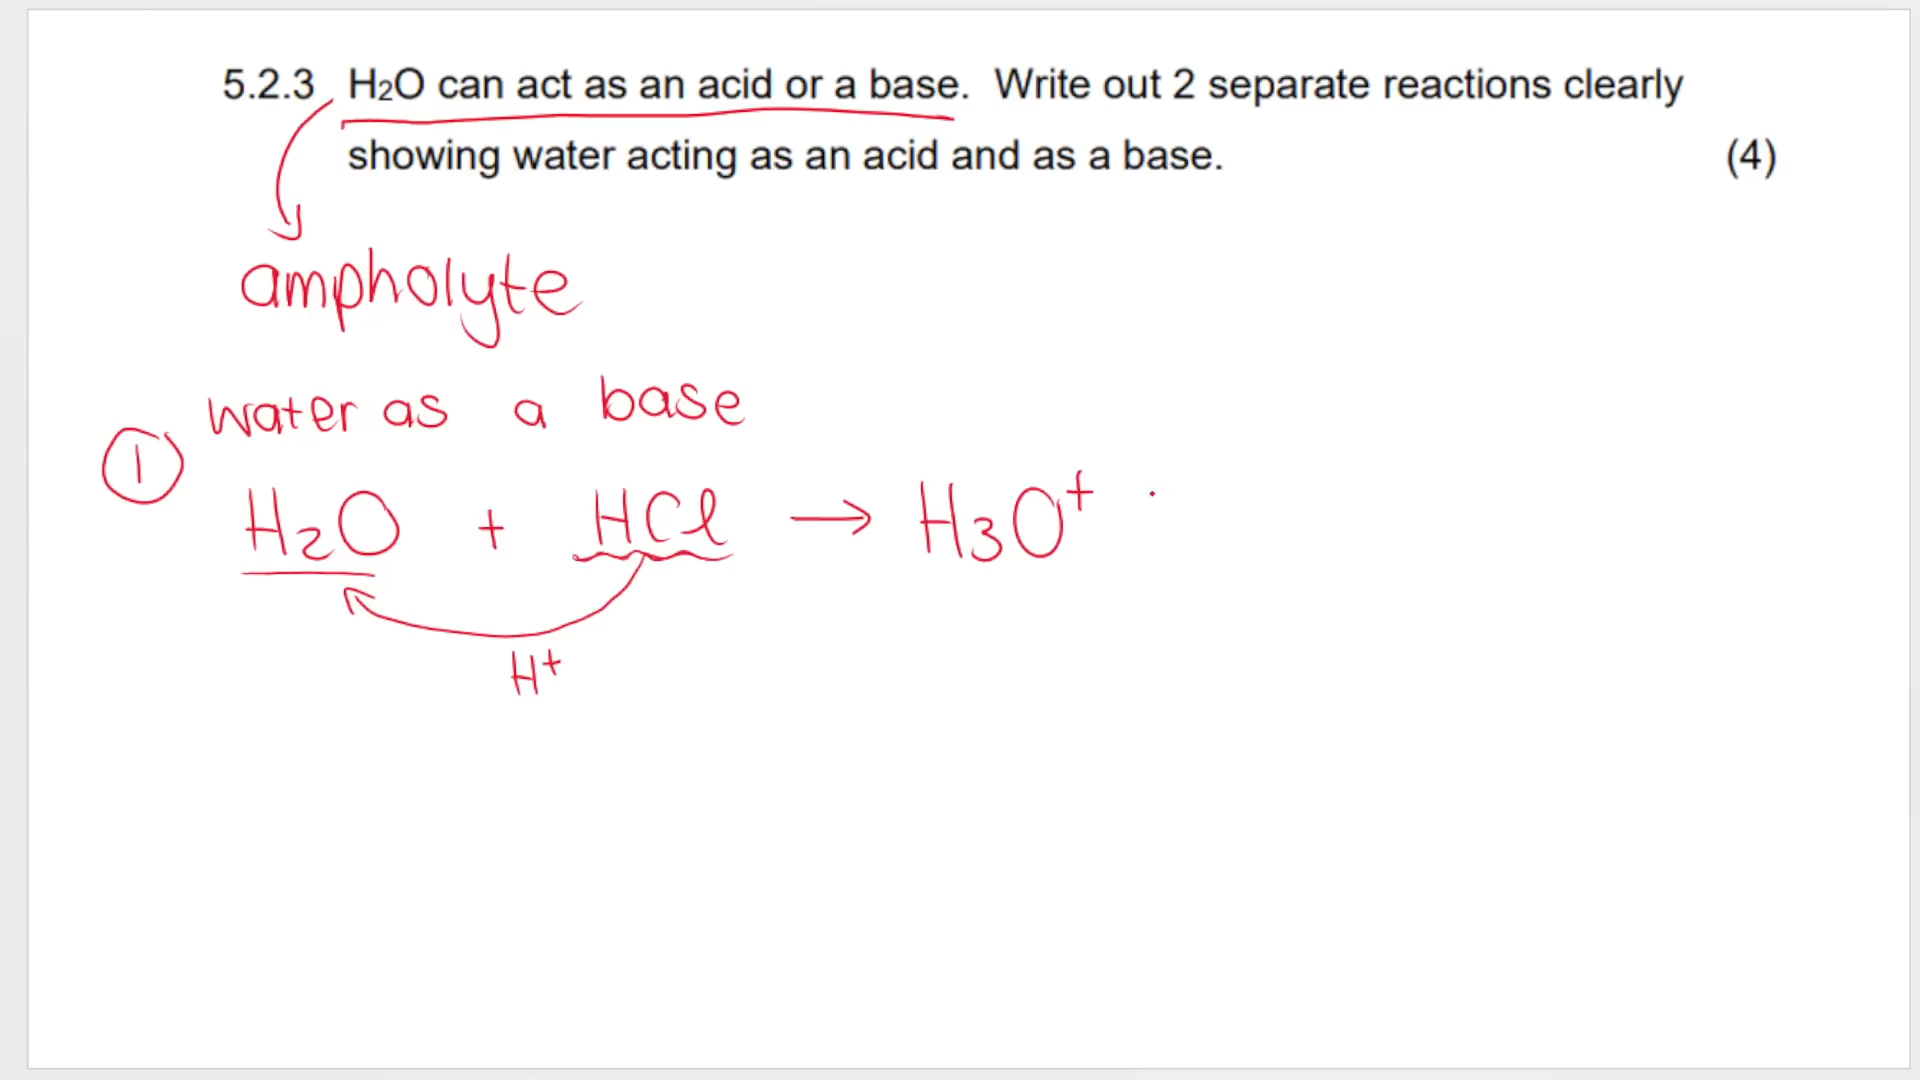 5.2.3 H₂O can act as an acid or a base. Write out 2 separate reactions clearly
showing water acting as an acid and as a base. (4)
ampholyte
water as a base
① H₂O + HCl → H₃O⁺
H⁺